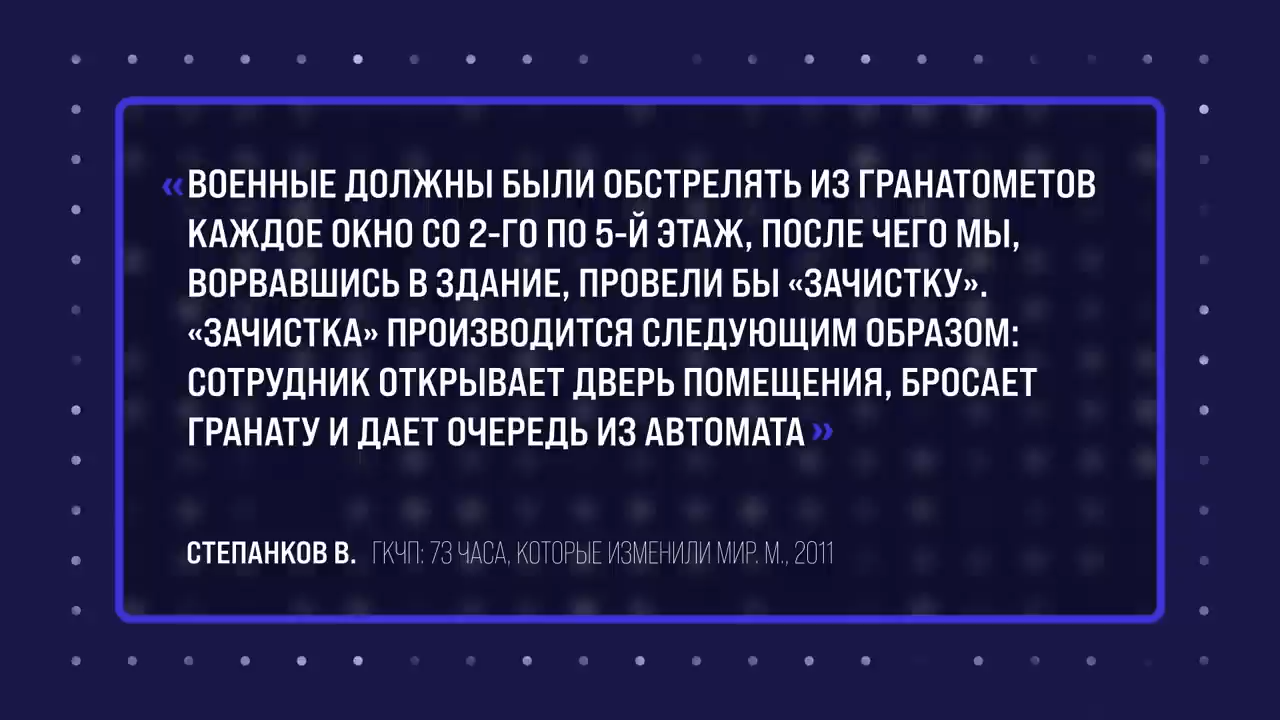 «ВОЕННЫЕ ДОЛЖНЫ БЫЛИ ОБСТРЕЛЯТЬ ИЗ ГРАНАТОМЕТОВ
КАЖДОЕ ОКНО СО 2-ГО ПО 5-Й ЭТАЖ, ПОСЛЕ ЧЕГО МЫ,
ВОРВАВШИСЬ В ЗДАНИЕ, ПРОВЕЛИ БЫ «ЗАЧИСТКУ».
«ЗАЧИСТКА» ПРОИЗВОДИТСЯ СЛЕДУЮЩИМ ОБРАЗОМ:
СОТРУДНИК ОТКРЫВАЕТ ДВЕРЬ ПОМЕЩЕНИЯ, БРОСАЕТ
ГРАНАТУ И ДАЕТ ОЧЕРЕДЬ ИЗ АВТОМАТА»
СТЕПАНКОВ В. ГКЧП: 73 ЧАСА, КОТОРЫЕ ИЗМЕНИЛИ МИР. М., 2011